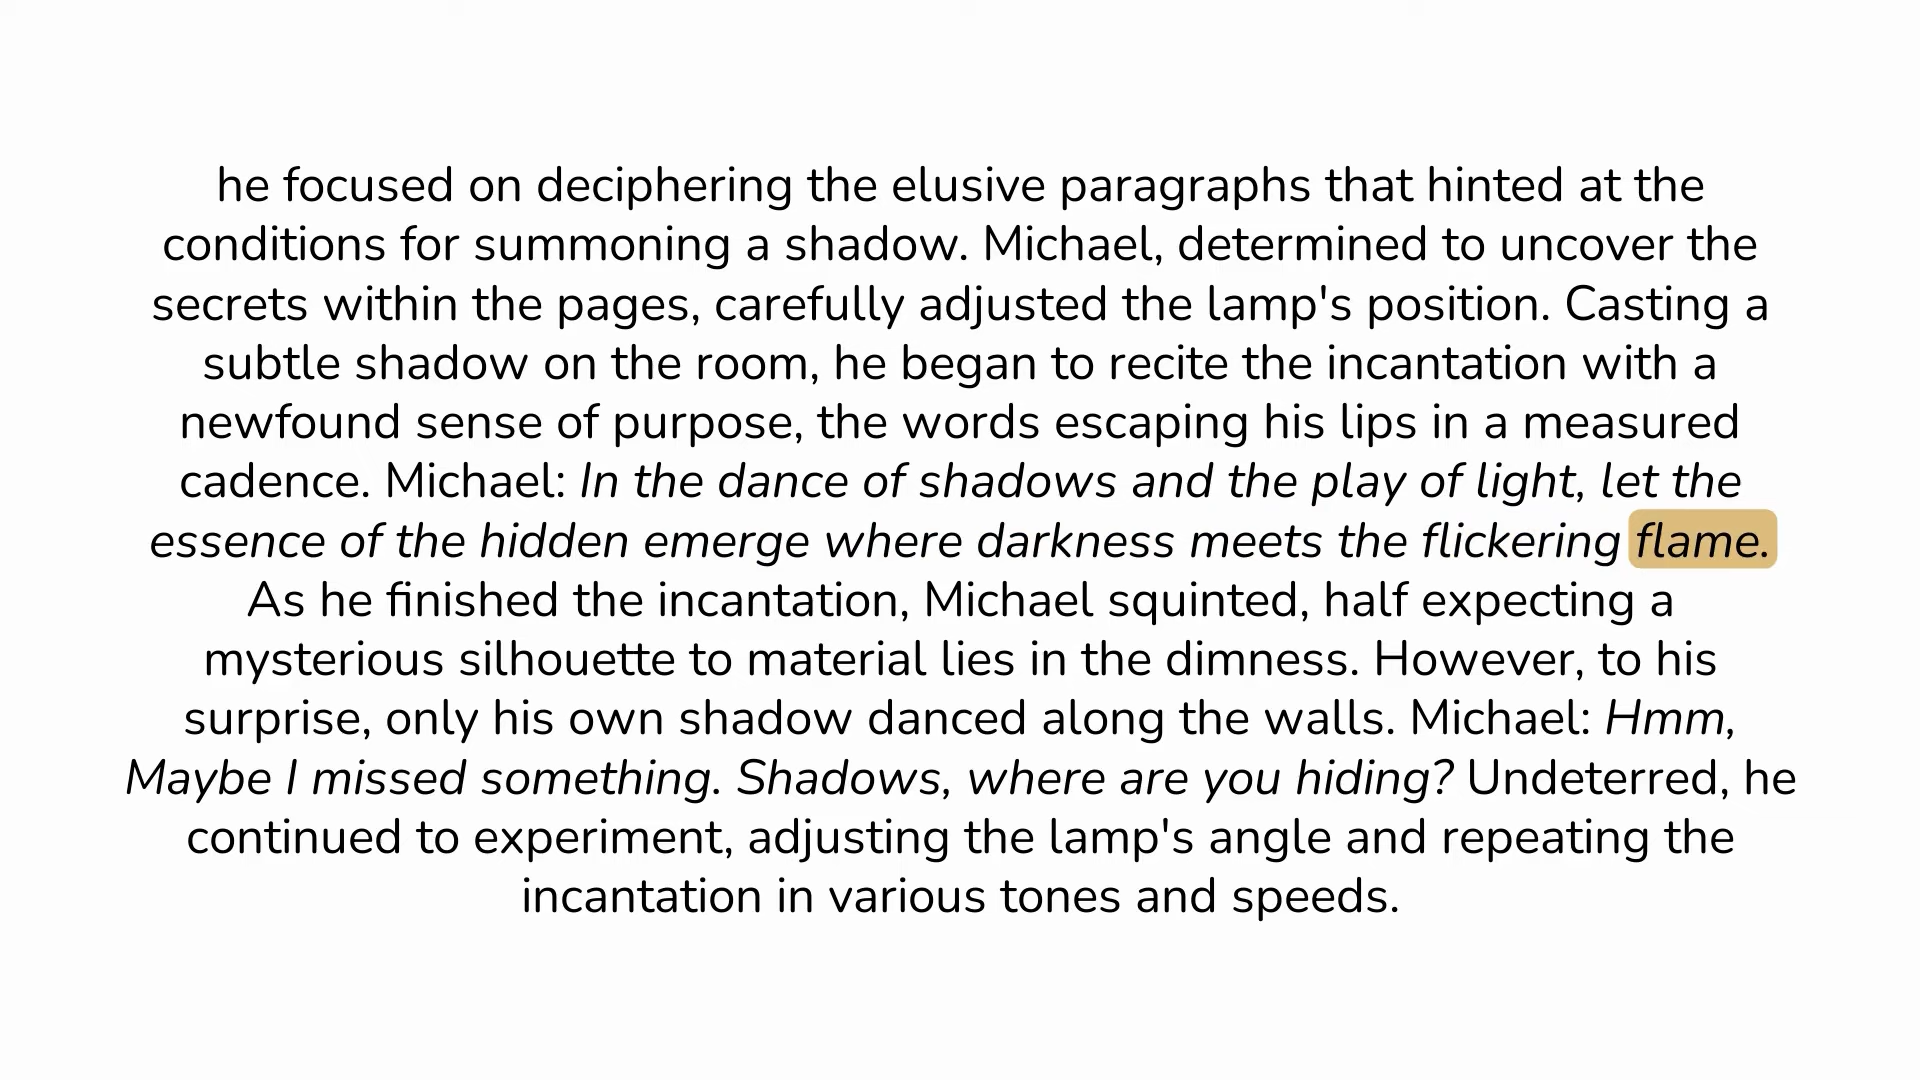 he focused on deciphering the elusive paragraphs that hinted at the
conditions for summoning a shadow. Michael, determined to uncover the
secrets within the pages, carefully adjusted the lamp's position. Casting a
subtle shadow on the room, he began to recite the incantation with a
newfound sense of purpose, the words escaping his lips in a measured
cadence. Michael: In the dance of shadows and the play of light, let the
essence of the hidden emerge where darkness meets the flickering flame.
As he finished the incantation, Michael squinted, half expecting a
mysterious silhouette to material lies in the dimness. However, to his
surprise, only his own shadow danced along the walls. Michael: Hmm,
Maybe I missed something. Shadows, where are you hiding? Undeterred, he
continued to experiment, adjusting the lamp's angle and repeating the
incantation in various tones and speeds.